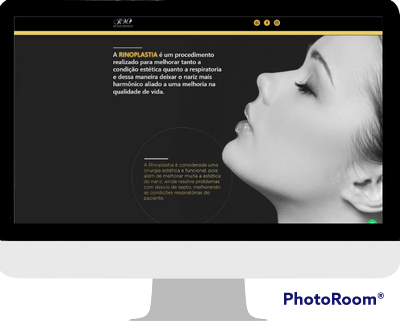 A RINOPLASTIA é um procedimento
realizado para melhorar tanto a
condição estética quanto a respiratoria
e dessa maneira deixar o nariz mais
harmônico aliado a uma melhoria na
qualidade de vida.
A Rinoplastia é considerada uma
cirurgia estética e funcional, pois
além de melhorar muito a estética
do nariz, ainda resolve problemas
com desvio de septo, melhorando
as condições respiratórias do
paciente.
PhotoRoom®